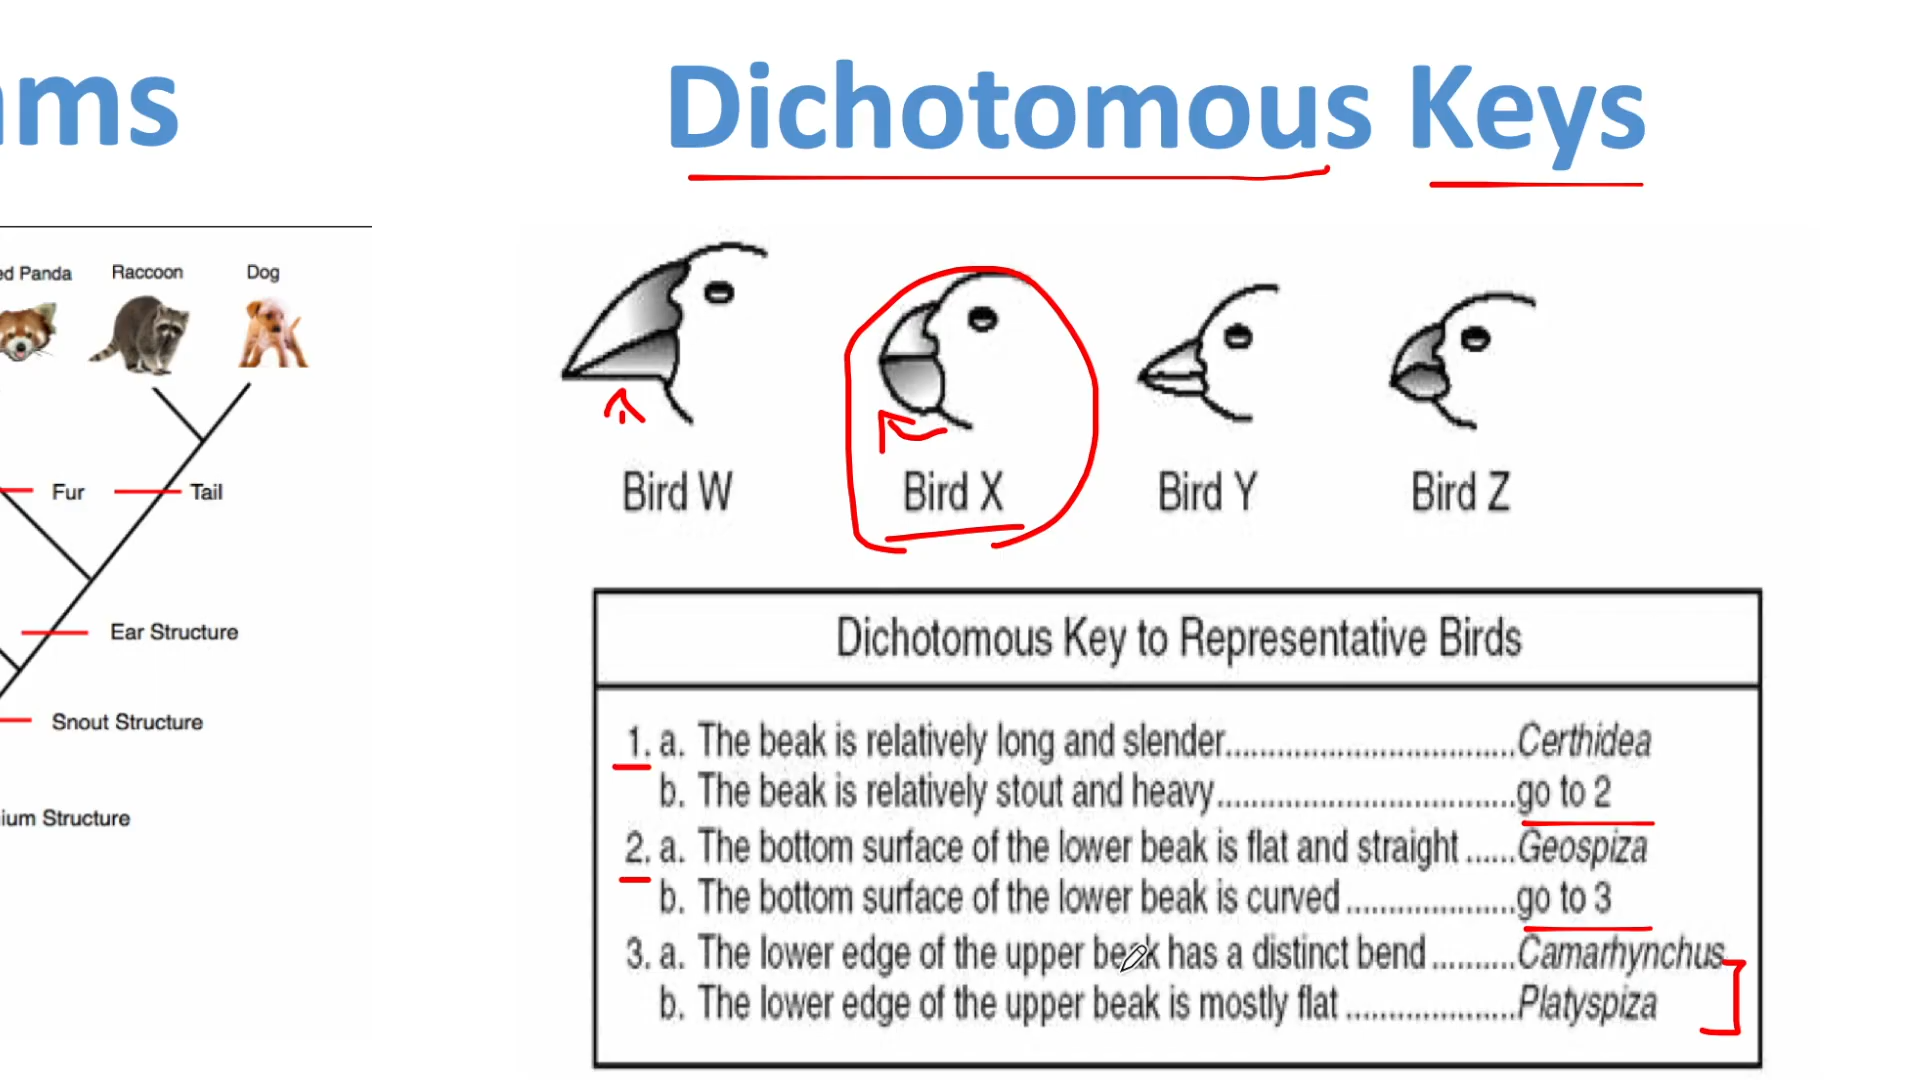 Dichotomous Keys
Raccoon
Dog
Fur
Tail
Ear Structure
Snout Structure
Structure
Bird W
Bird X
Bird Y
Bird Z
Dichotomous Key to Representative Birds
1. a. The beak is relatively long and slender..................................Certhidea
b. The beak is relatively stout and heavy...................................go to 2
2. a. The bottom surface of the lower beak is flat and straight ......Geospiza
b. The bottom surface of the lower beak is curved ....................go to 3
3. a. The lower edge of the upper beak has a distinct bend ..........Camarhynchus
b. The lower edge of the upper beak is mostly flat ....................Platyspiza